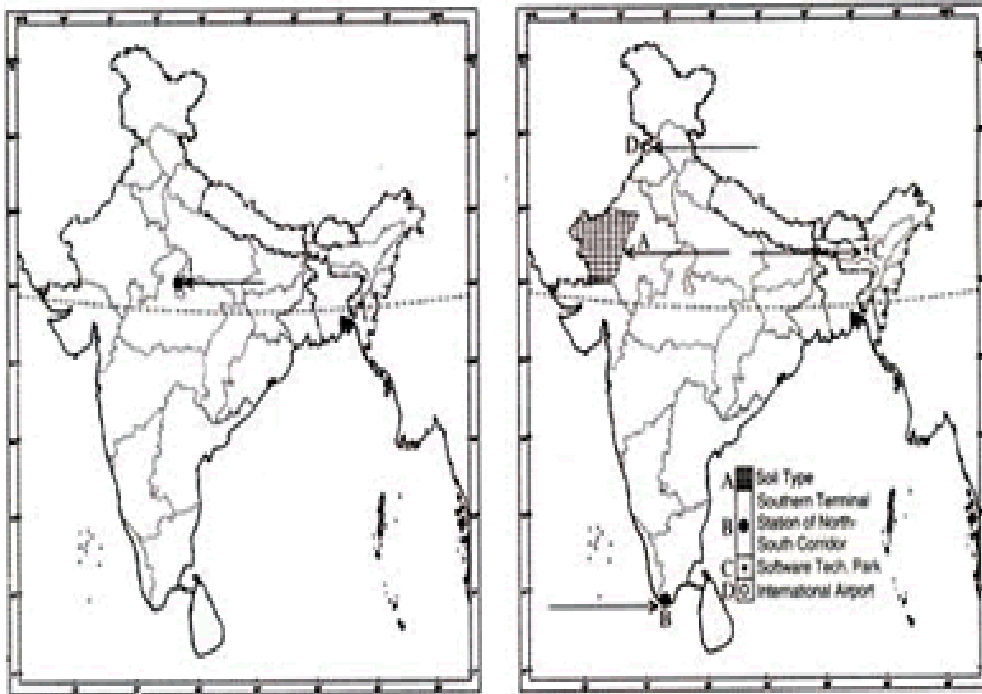 D
A
A Soil Type
Southern Terminal
B Station of North-
South Corridor
C Software Tech. Park
D International Airport
B